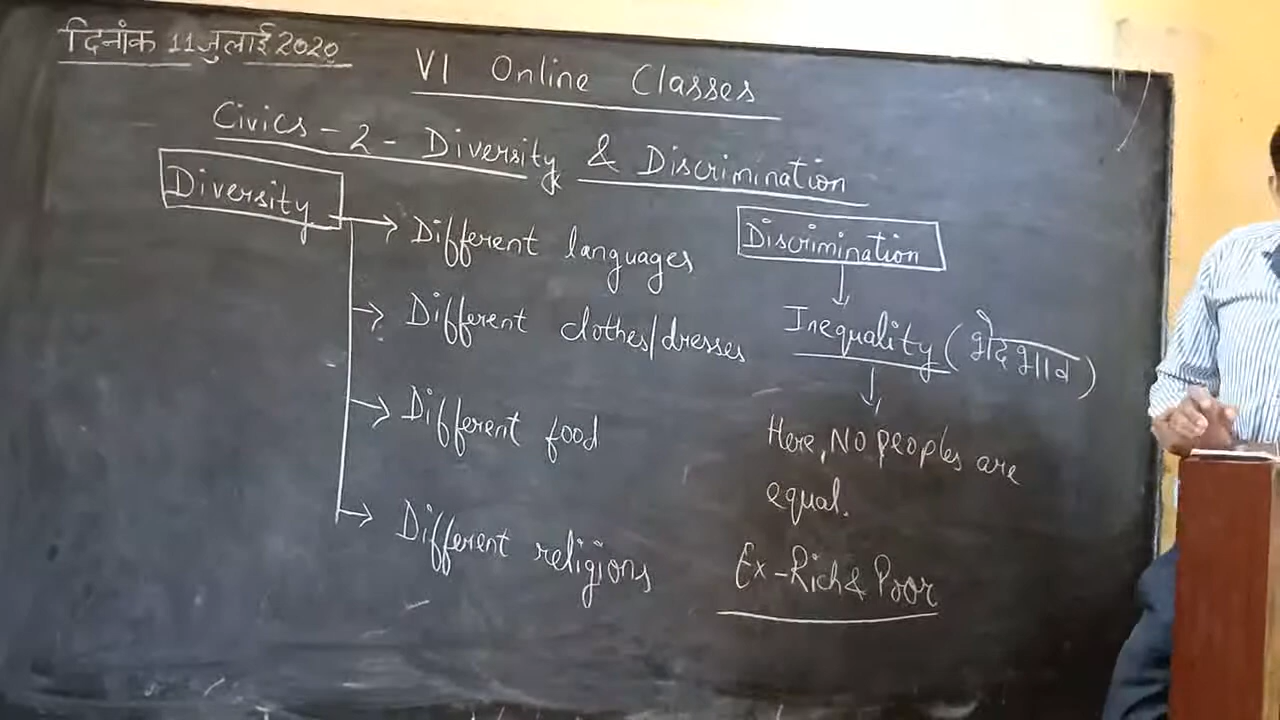 दिनांक 11 जुलाई 2020
VI Online Classes
Civics - 2 - Diversity & Discrimination
Diversity
Different languages
Different clothes/dresses
Different food
Different religions
Discrimination
Inequality (भेदभाव)
Here, NO peoples are
equal.
Ex - Rich & Poor